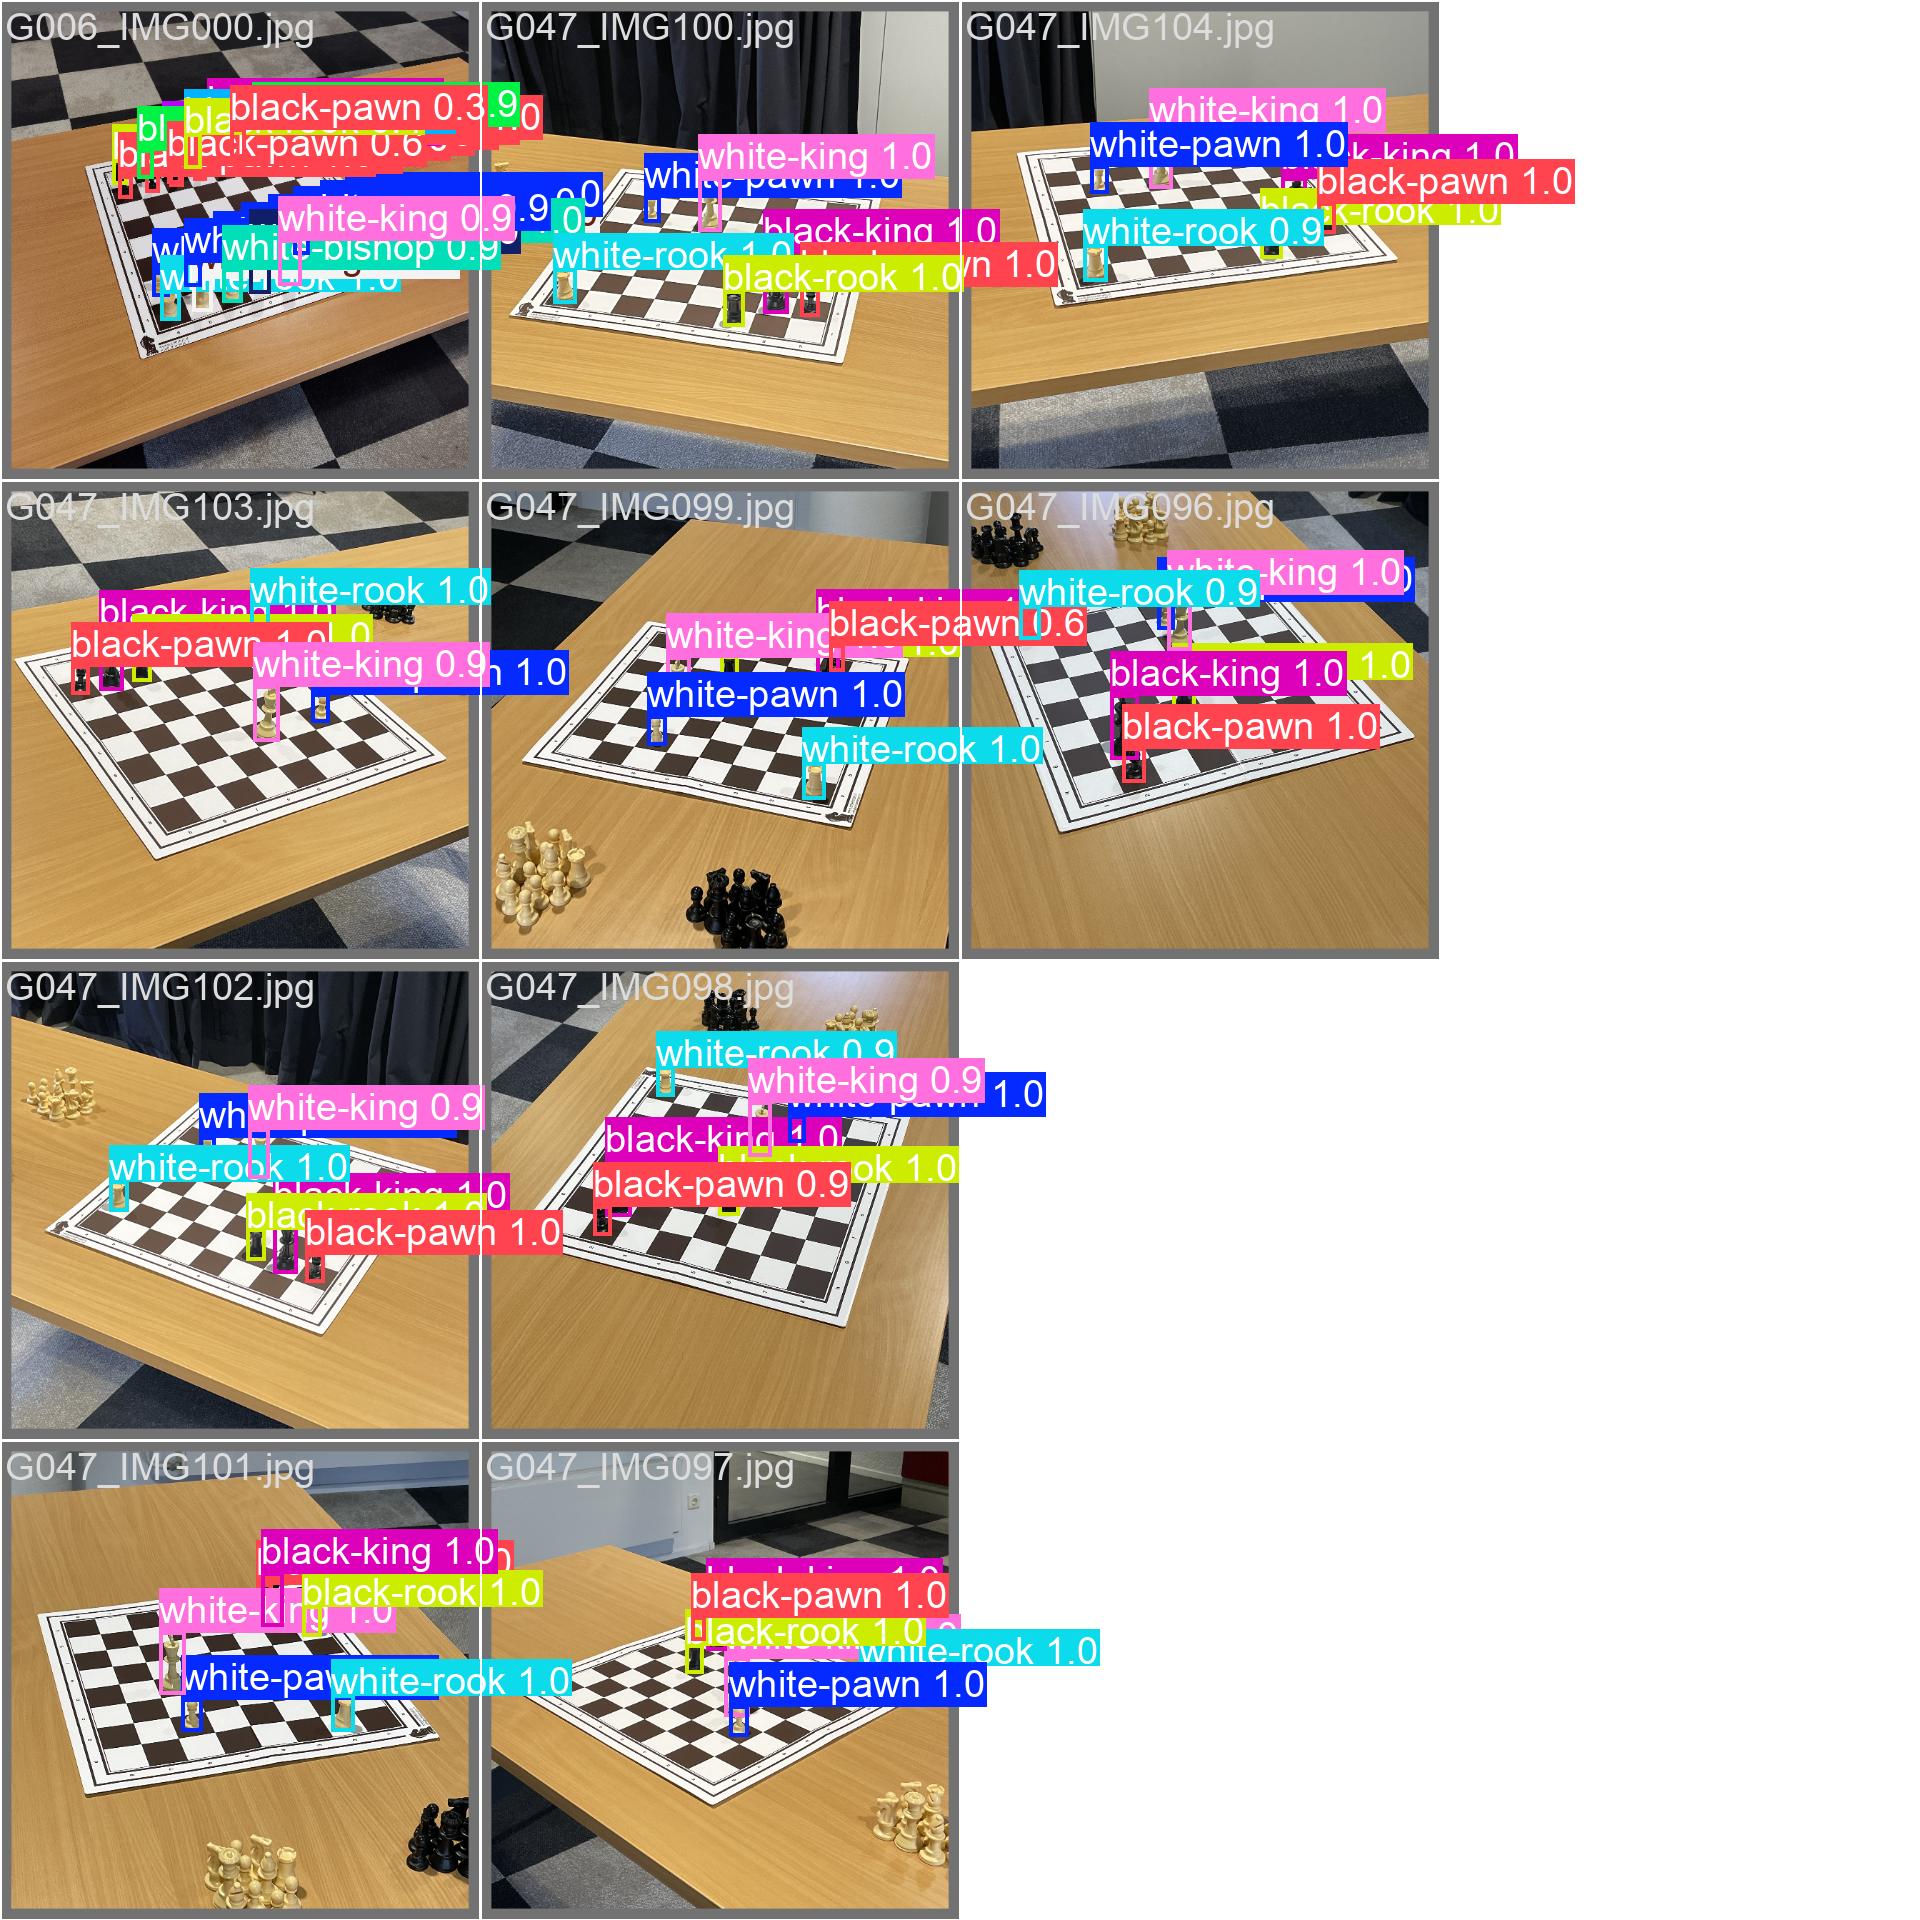 G006_IMG000.jpg
black-pawn 0.3
.9
.0
black-pawn 0.6
bl
bla
white-king 0.9
white-bishop 0.9
white-rook 1.0
G047_IMG100.jpg
white-king 1.0
white-pawn 1.0
black-king 1.0
white-rook 1.0
black-rook 1.0
wn 1.0
G047_IMG104.jpg
white-king 1.0
white-pawn 1.0
k-king 1.0
black-pawn 1.0
black-rook 1.0
white-rook 0.9
G047_IMG103.jpg
white-rook 1.0
black-king 1.0
black-pawn 1.0
1.0
white-king 0.9
n 1.0
G047_IMG099.jpg
white-king
black-pawn 0.6
1.0
white-pawn 1.0
white-rook 1.0
G047_IMG096.jpg
white-king 1.0
white-rook 0.9
1.0
black-king 1.0
black-pawn 1.0
G047_IMG102.jpg
wh
white-king 0.9
white-rook 1.0
black-king 1.0
black-rook 1.0
black-pawn 1.0
G047_IMG098.jpg
white-rook 0.9
white-king 0.9
white-pawn 1.0
black-king 1.0
black-rook 1.0
black-pawn 0.9
G047_IMG101.jpg
black-king 1.0
black-rook 1.0
white-king 1.0
white-paw
white-rook 1.0
G047_IMG097.jpg
black-king 1.0
black-pawn 1.0
black-rook 1.0
white-rook 1.0
white-pawn 1.0